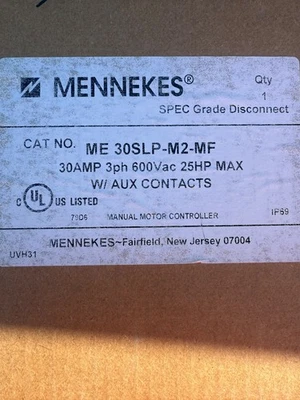 MENNEKES®
Qty
1
SPEC Grade Disconnect
CAT NO. ME 30SLP-M2-MF
30AMP 3ph 600Vac 25HP MAX
W/ AUX CONTACTS
C UL US LISTED
MANUAL MOTOR CONTROLLER IP69
MENNEKES~Fairfield, New Jersey 07004
UVH31